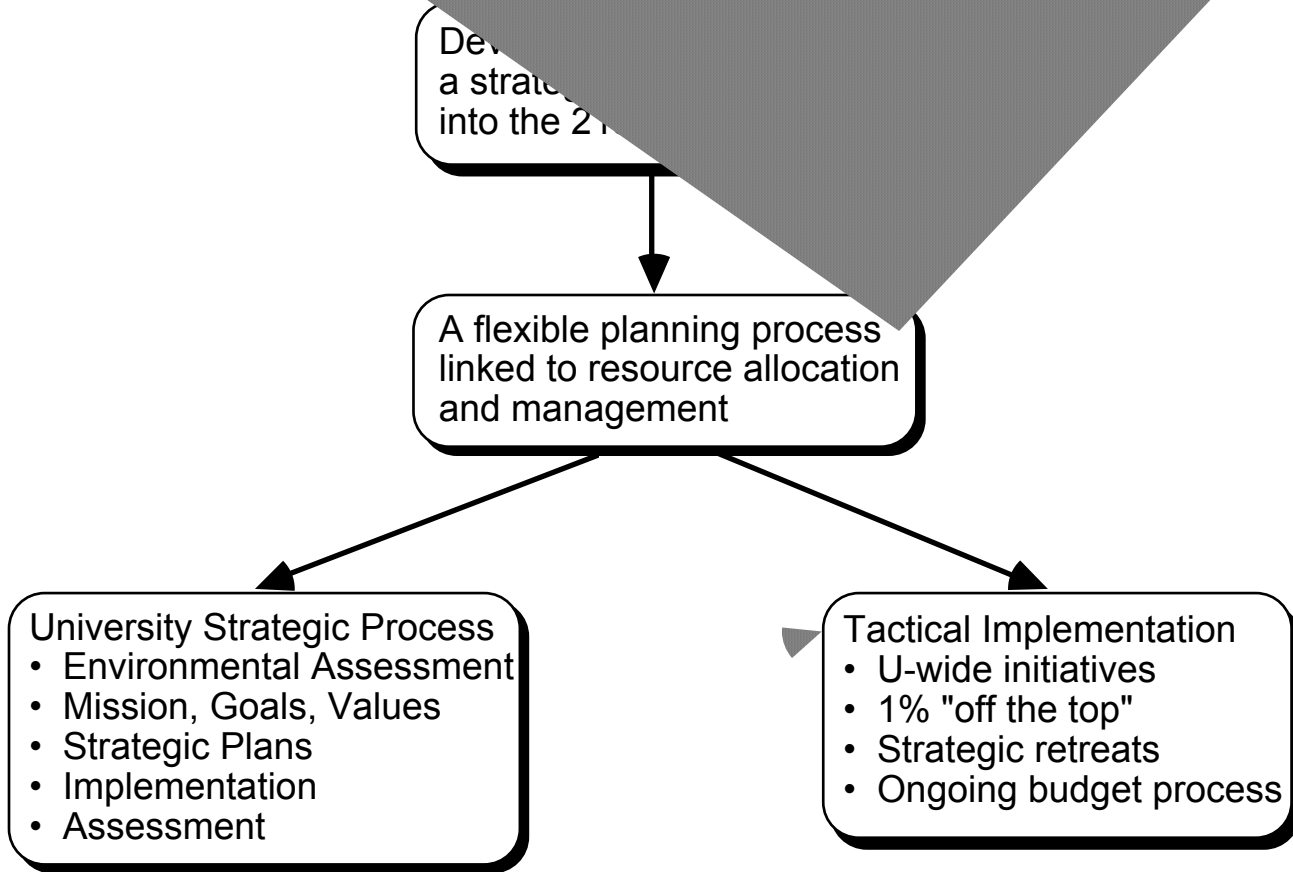 a
into the
A flexible planning process
linked to resource allocation
and management
University Strategic Process
• Environmental Assessment
• Mission, Goals, Values
• Strategic Plans
• Implementation
• Assessment
Tactical Implementation
• U-wide initiatives
• 1% "off the top"
• Strategic retreats
• Ongoing budget process